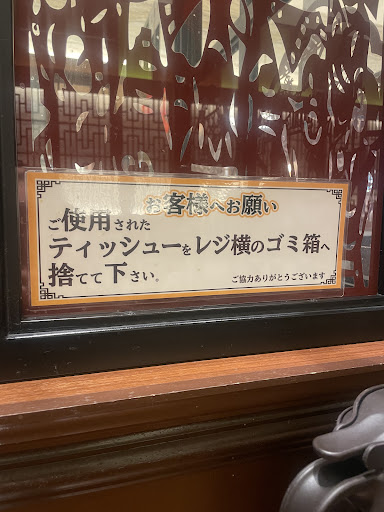 お客様へお願い
ご使用された
ティッシューをレジ横のゴミ箱へ
捨てて下さい。
ご協力ありがとうございます